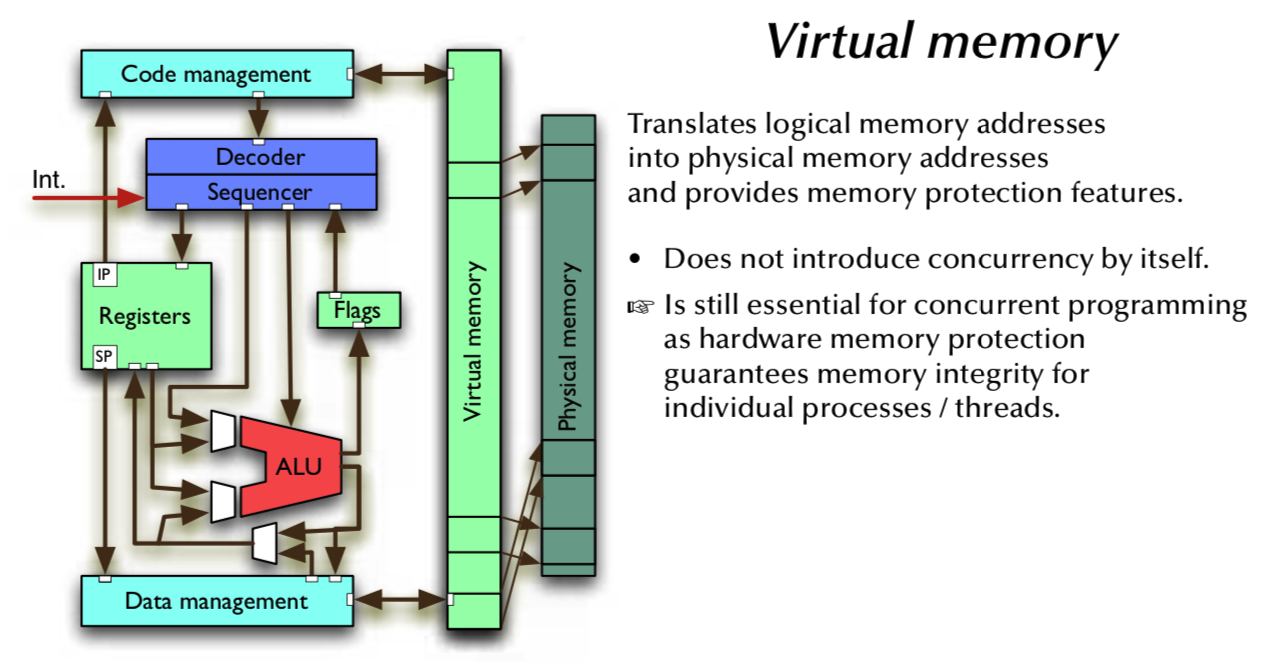 Virtual memory
Code management
Decoder
Sequencer
Int.
IP
Registers
SP
Flags
ALU
Data management
Virtual memory
Physical memory
Translates logical memory addresses
into physical memory addresses
and provides memory protection features.
• Does not introduce concurrency by itself.
☞ Is still essential for concurrent programming
as hardware memory protection
guarantees memory integrity for
individual processes / threads.